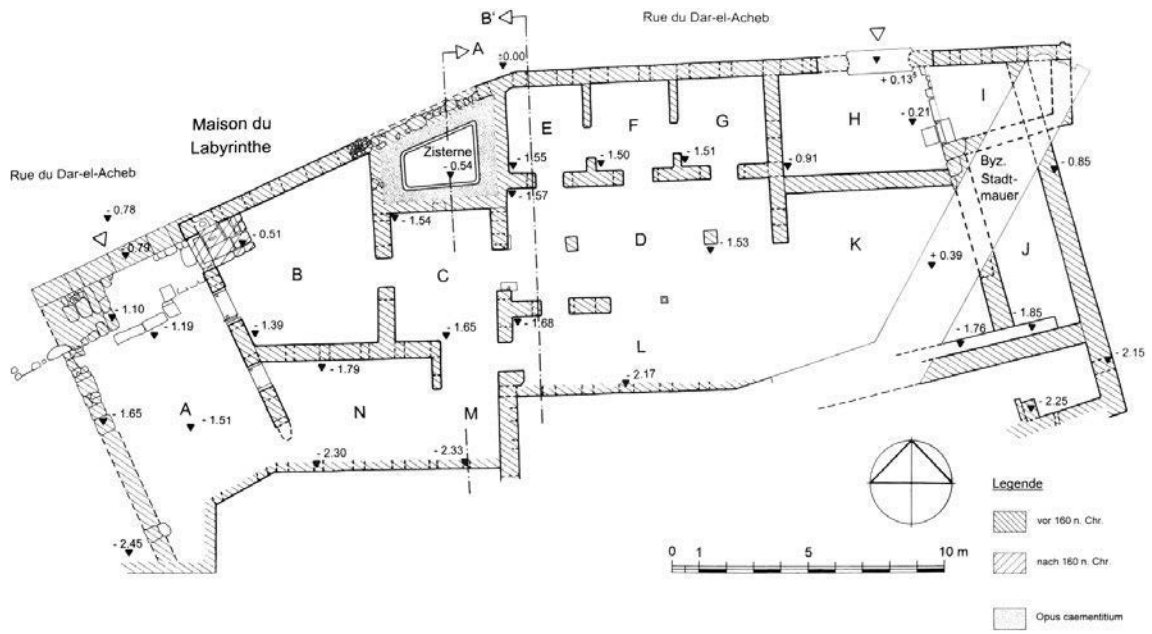 Rue du Dar-el-Acheb
B'
A
±0.00
+ 0.13⁵
Maison du
Labyrinthe
Rue du Dar-el-Acheb
Zisterne
- 0.54
E
F
G
H
I
- 0.21
- 1.55
- 1.50
- 1.51
- 0.91
Byz.
Stadt-
mauer
- 0.85
- 1.57
- 0.78
- 0.79
- 0.51
- 1.54
B
C
D
- 1.53
K
J
+ 0.39
- 1.10
- 1.19
- 1.39
- 1.65
- 1.68
- 1.76
- 1.85
L
- 1.79
- 2.17
- 2.15
- 1.65
A
- 1.51
N
M
- 2.25
- 2.30
- 2.33
- 2.45
Legende
vor 160 n. Chr.
nach 160 n. Chr.
Opus caementitium
0 1 5 10 m